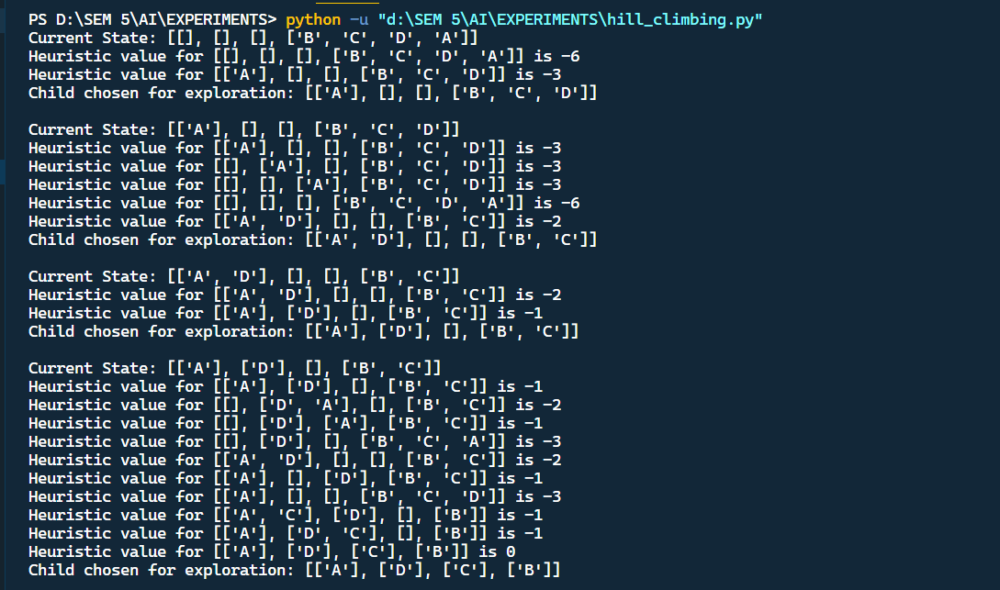 PS D:\SEM 5\AI\EXPERIMENTS> python -u "d:\SEM 5\AI\EXPERIMENTS\hill_climbing.py"
Current State: [[], [], [], ['B', 'C', 'D', 'A']]
Heuristic value for [[], [], [], ['B', 'C', 'D', 'A']] is -6
Heuristic value for [['A'], [], [], ['B', 'C', 'D']] is -3
Child chosen for exploration: [['A'], [], [], ['B', 'C', 'D']]

Current State: [['A'], [], [], ['B', 'C', 'D']]
Heuristic value for [['A'], [], [], ['B', 'C', 'D']] is -3
Heuristic value for [[], ['A'], [], ['B', 'C', 'D']] is -3
Heuristic value for [[], [], ['A'], ['B', 'C', 'D']] is -3
Heuristic value for [[], [], [], ['B', 'C', 'D', 'A']] is -6
Heuristic value for [['A', 'D'], [], [], ['B', 'C']] is -2
Child chosen for exploration: [['A', 'D'], [], [], ['B', 'C']]

Current State: [['A', 'D'], [], [], ['B', 'C']]
Heuristic value for [['A', 'D'], [], [], ['B', 'C']] is -2
Heuristic value for [['A'], ['D'], [], ['B', 'C']] is -1
Child chosen for exploration: [['A'], ['D'], [], ['B', 'C']]

Current State: [['A'], ['D'], [], ['B', 'C']]
Heuristic value for [['A'], ['D'], [], ['B', 'C']] is -1
Heuristic value for [[], ['D', 'A'], [], ['B', 'C']] is -2
Heuristic value for [[], ['D'], ['A'], ['B', 'C']] is -1
Heuristic value for [[], ['D'], [], ['B', 'C', 'A']] is -3
Heuristic value for [['A', 'D'], [], [], ['B', 'C']] is -2
Heuristic value for [['A'], [], ['D'], ['B', 'C']] is -1
Heuristic value for [['A'], [], [], ['B', 'C', 'D']] is -3
Heuristic value for [['A', 'C'], ['D'], [], ['B']] is -1
Heuristic value for [['A'], ['D', 'C'], [], ['B']] is -1
Heuristic value for [['A'], ['D'], ['C'], ['B']] is 0
Child chosen for exploration: [['A'], ['D'], ['C'], ['B']]